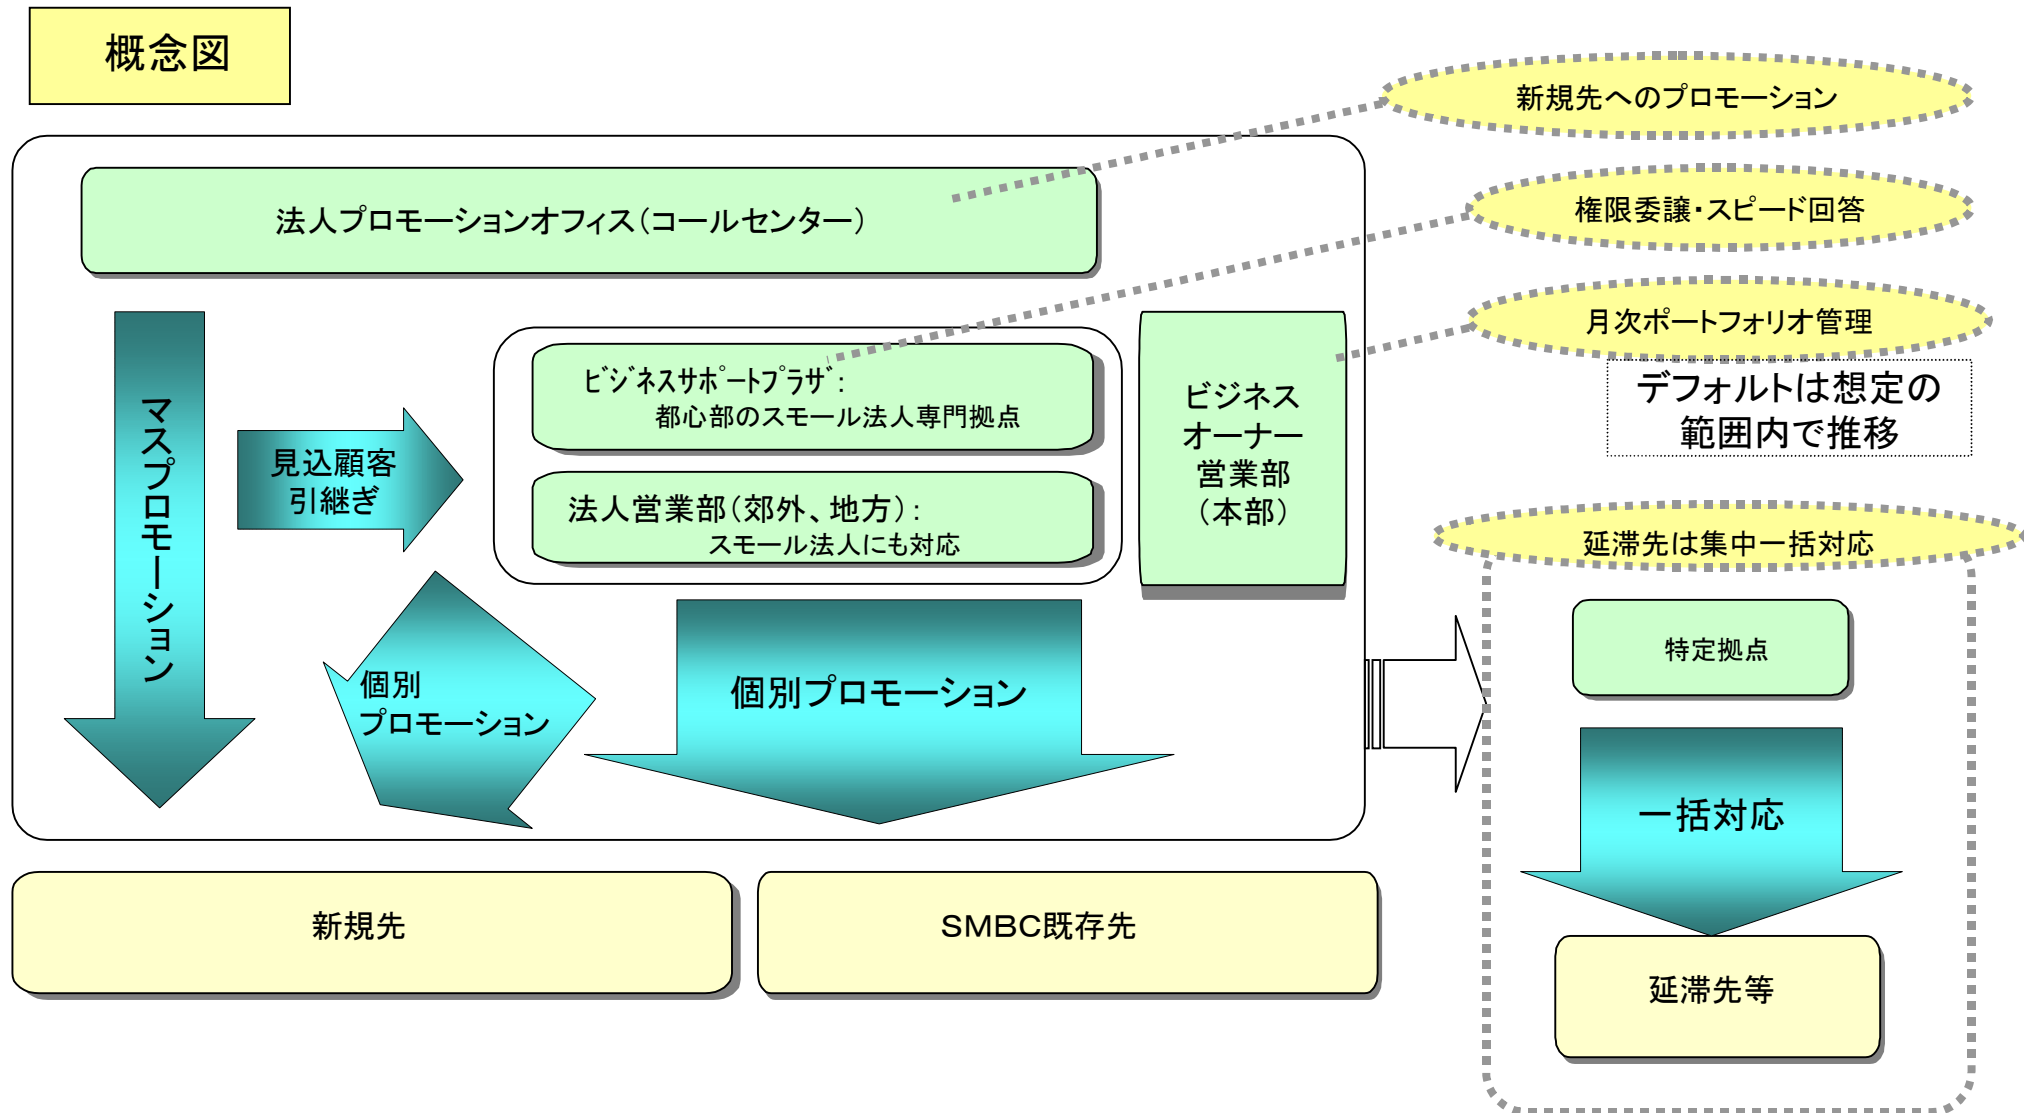 概念図
新規先へのプロモーション
法人プロモーションオフィス（コールセンター）
権限委譲・スピード回答
月次ポートフォリオ管理
デフォルトは想定の
範囲内で推移
マスプロモーション
見込顧客
引継ぎ
ﾋﾞｼﾞﾈｽｻﾎﾟｰﾄﾌﾟﾗｻﾞ：
都心部のスモール法人専門拠点
法人営業部（郊外、地方）：
スモール法人にも対応
ビジネス
オーナー
営業部
（本部）
延滞先は集中一括対応
特定拠点
個別
プロモーション
個別プロモーション
一括対応
新規先
ＳＭＢＣ既存先
延滞先等